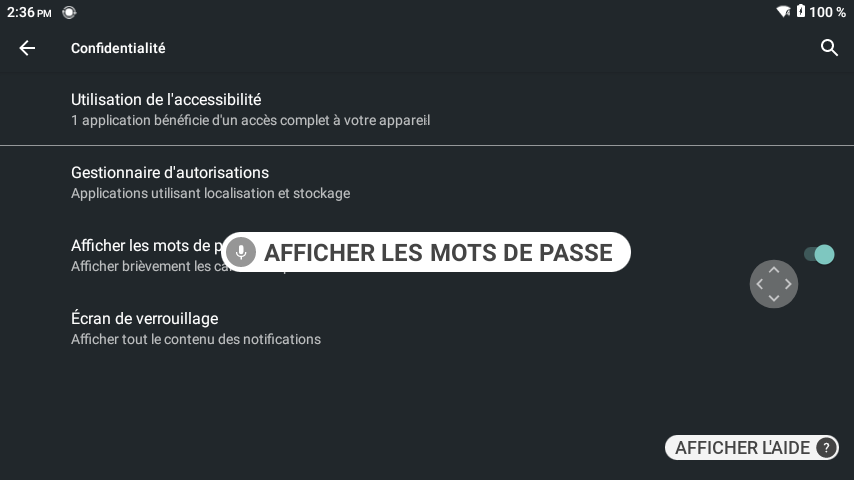 2:36 PM
100 %
Confidentialité
Utilisation de l'accessibilité
1 application bénéficie d'un accès complet à votre appareil
Gestionnaire d'autorisations
Applications utilisant localisation et stockage
Afficher les mots de p
AFFICHER LES MOTS DE PASSE
Afficher brièvement les
Écran de verrouillage
Afficher tout le contenu des notifications
AFFICHER L'AIDE ?